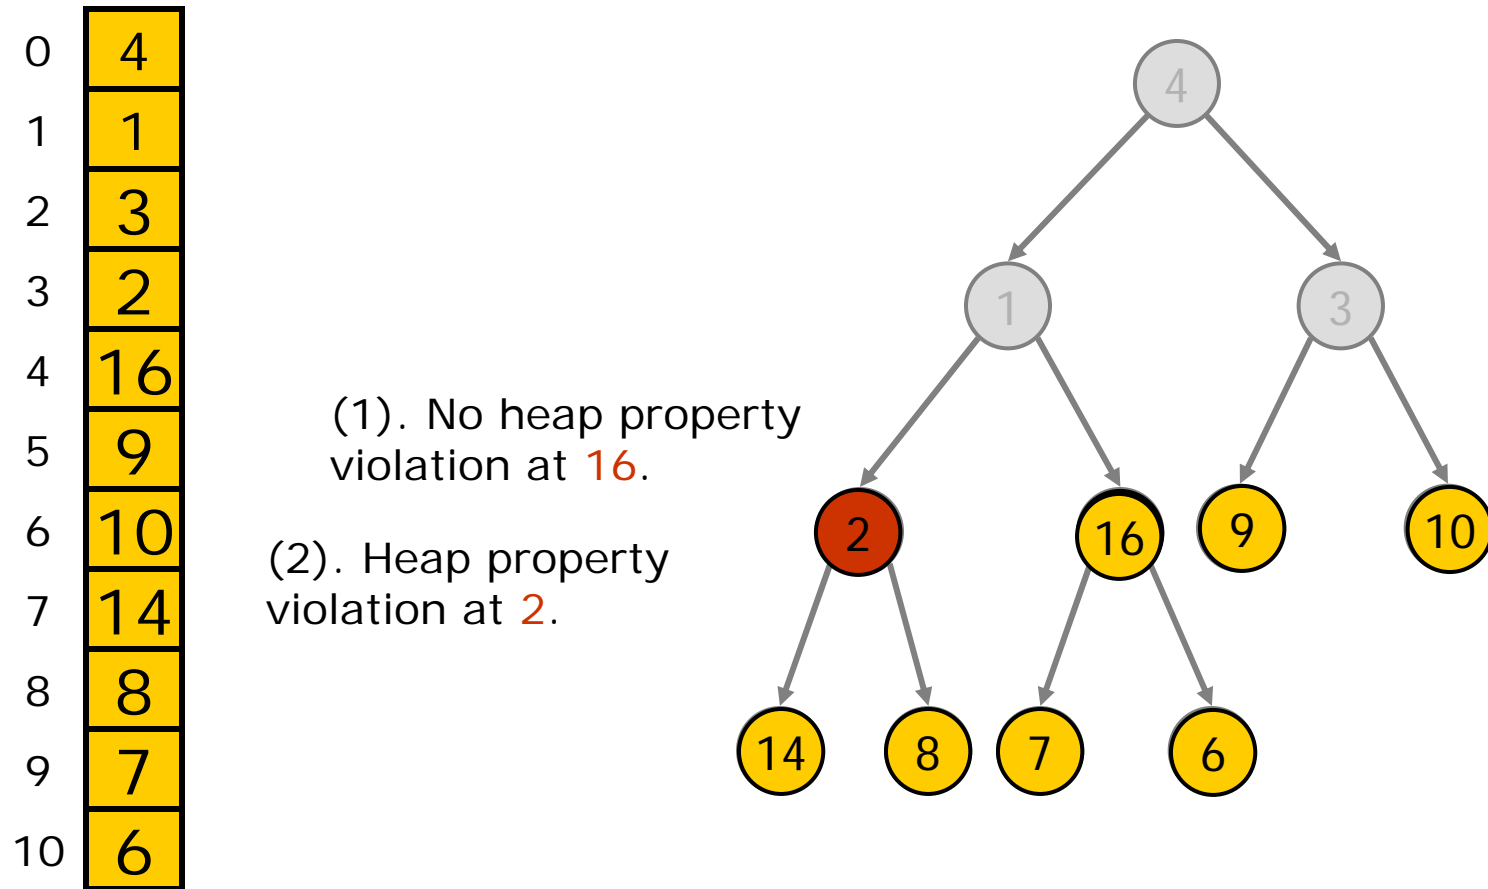 0 4
1 1
2 3
3 2
4 16
5 9
6 10
7 14
8 8
9 7
10 6
(1). No heap property
violation at 16.
(2). Heap property
violation at 2.
4
1 3
2 16 9 10
14 8 7 6